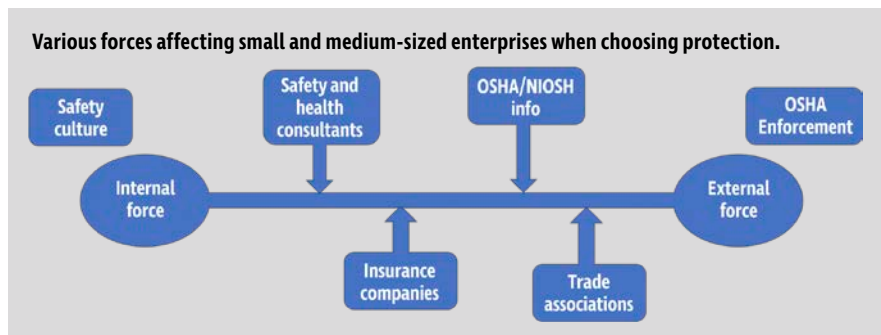 Various forces affecting small and medium-sized enterprises when choosing protection.
Safety
culture
Safety and
health
consultants
OSHA/NIOSH
info
OSHA
Enforcement
Internal
force
External
force
Insurance
companies
Trade
associations